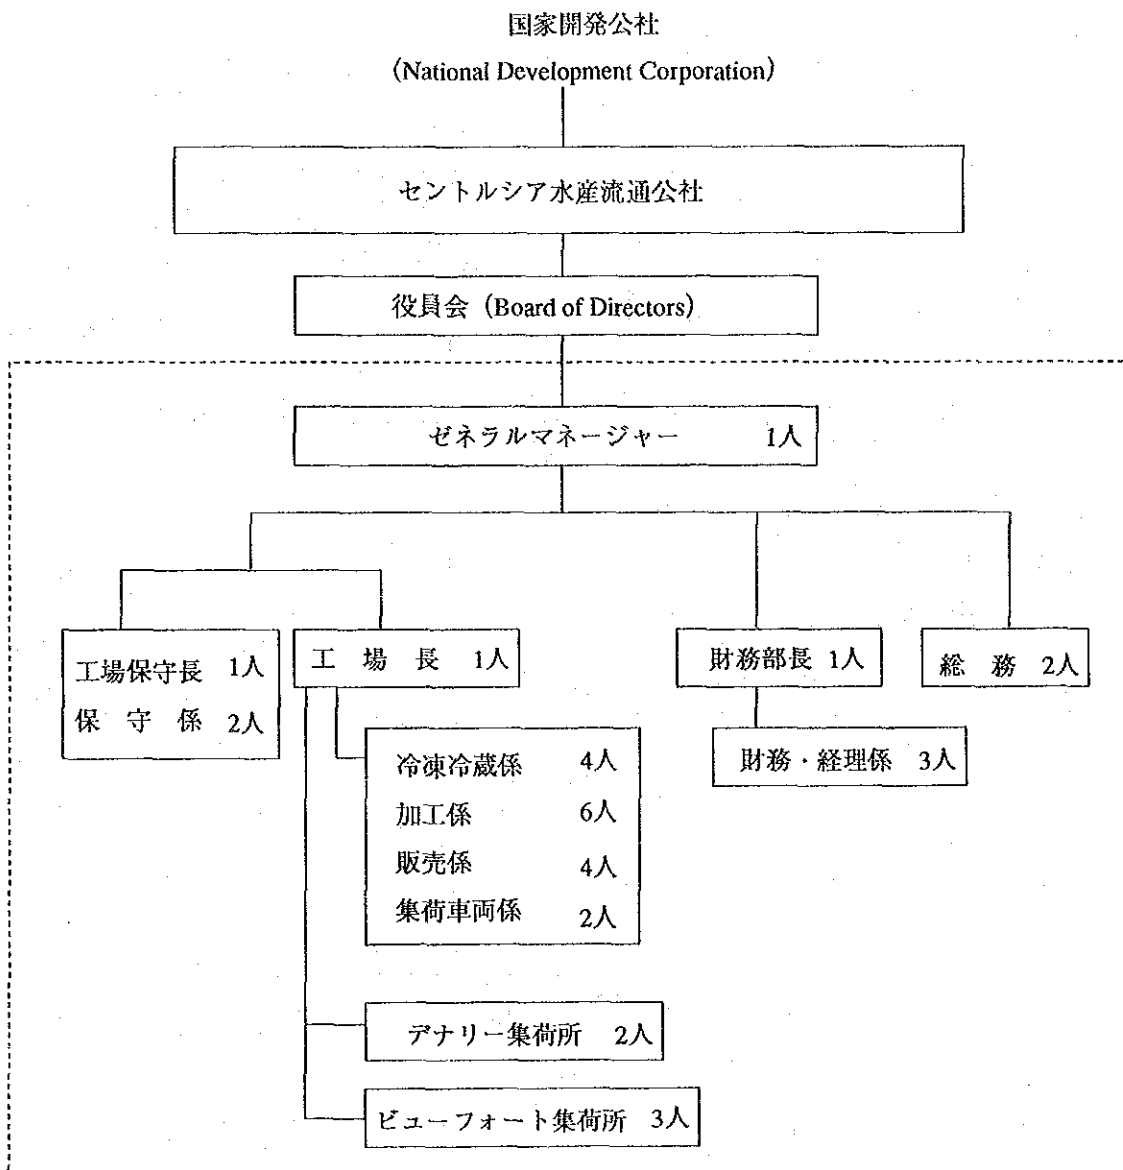 国家開発公社
(National Development Corporation)
セントルシア水産流通公社
役員会 (Board of Directors)
ゼネラルマネージャー 1人
工場保守長 1人
保守係 2人
工場長 1人
財務部長 1人
総務 2人
冷凍冷蔵係 4人
加工係 6人
販売係 4人
集荷車両係 2人
財務・経理係 3人
デナリー集荷所 2人
ビューフォート集荷所 3人